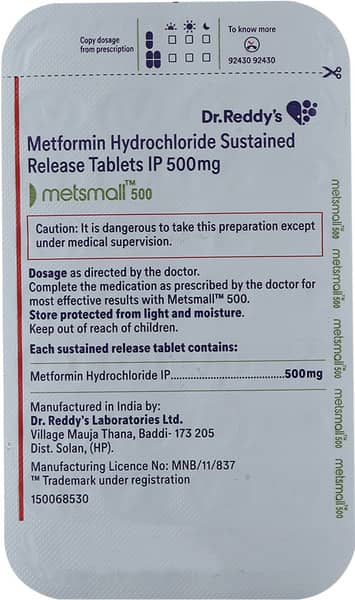 Copy dosage
from prescription
To know more
92430 92430
Dr.Reddy's
Metformin Hydrochloride Sustained
Release Tablets IP 500mg
metsmall™ 500
Caution: It is dangerous to take this preparation except
under medical supervision.
Dosage as directed by the doctor.
Complete the medication as prescribed by the doctor for
most effective results with Metsmall™ 500.
Store protected from light and moisture.
Keep out of reach of children.
Each sustained release tablet contains:
Metformin Hydrochloride IP..................................500mg
Manufactured in India by:
Dr. Reddy's Laboratories Ltd.
Village Mauja Thana, Baddi- 173 205
Dist. Solan, (HP).
Manufacturing Licence No: MNB/11/837
™ Trademark under registration
150068530
metsmall™ 500
metsmall™ 500
metsmall™ 500
metsmall™ 500
metsmall™ 500